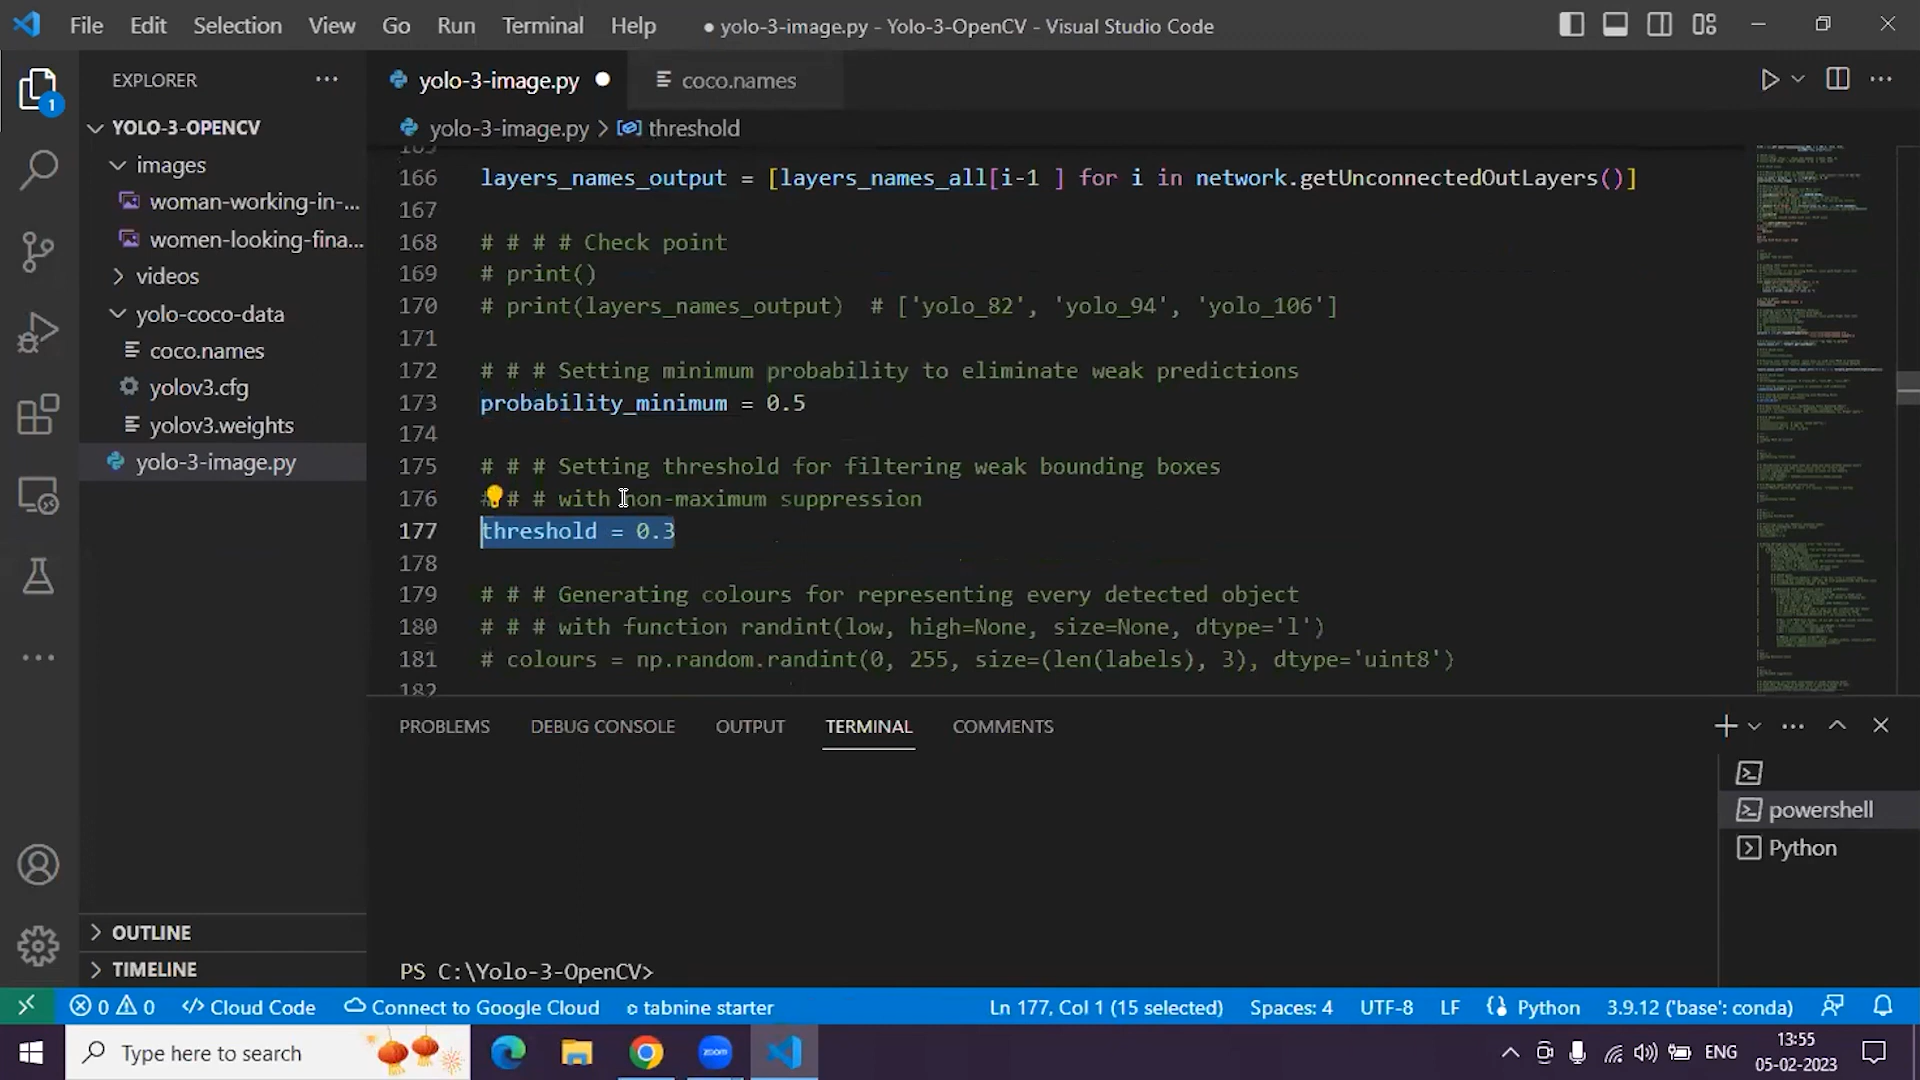 File Edit Selection View Go Run Terminal Help ● yolo-3-image.py - Yolo-3-OpenCV - Visual Studio Code
EXPLORER ...
yolo-3-image.py ●
coco.names
1
YOLO-3-OPENCV
yolo-3-image.py > threshold
images
woman-working-in-...
women-looking-fina...
videos
yolo-coco-data
coco.names
yolov3.cfg
yolov3.weights
yolo-3-image.py
166 layers_names_output = [layers_names_all[i-1 ] for i in network.getUnconnectedOutLayers()]
167
168 # # # # Check point
169 # print()
170 # print(layers_names_output)  # ['yolo_82', 'yolo_94', 'yolo_106']
171
172 # # # Setting minimum probability to eliminate weak predictions
173 probability_minimum = 0.5
174
175 # # # Setting threshold for filtering weak bounding boxes
176 # # # with non-maximum suppression
177 threshold = 0.3
178
179 # # # Generating colours for representing every detected object
180 # # # with function randint(low, high=None, size=None, dtype='l')
181 # colours = np.random.randint(0, 255, size=(len(labels), 3), dtype='uint8')
182
PROBLEMS DEBUG CONSOLE OUTPUT TERMINAL COMMENTS
powershell
Python
PS C:\Yolo-3-OpenCV>
OUTLINE
TIMELINE
0 0 Cloud Code Connect to Google Cloud tabnine starter Ln 177, Col 1 (15 selected) Spaces: 4 UTF-8 LF Python 3.9.12 ('base': conda)
Type here to search
zoom
ENG
13:55
05-02-2023